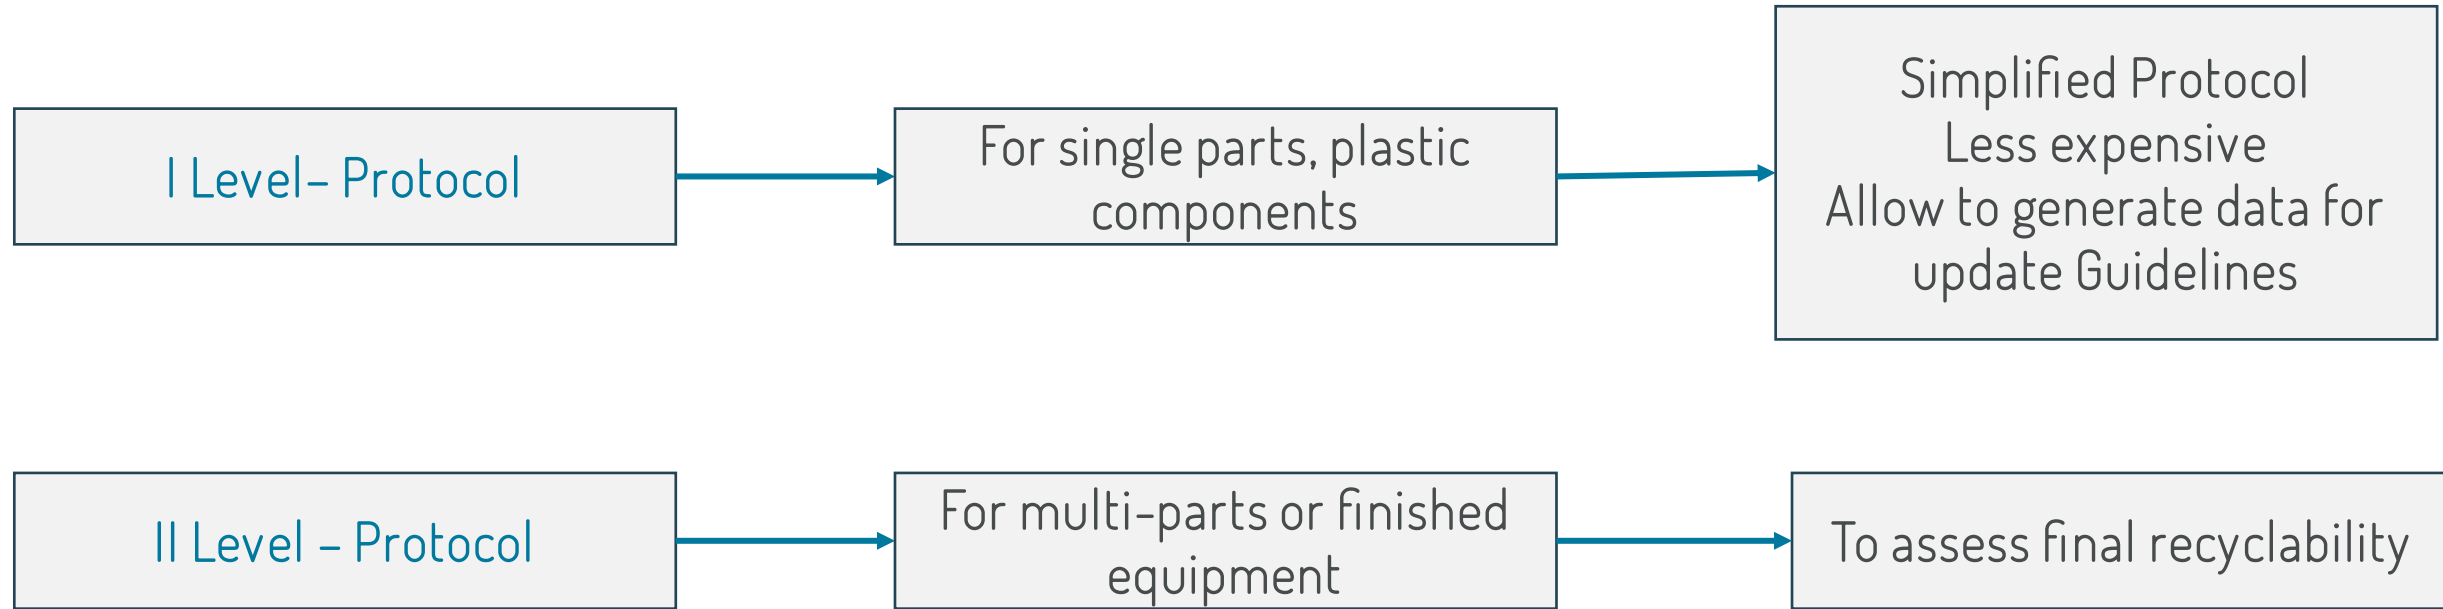 I Level– Protocol
For single parts, plastic
components
Simplified Protocol
Less expensive
Allow to generate data for
update Guidelines
II Level – Protocol
For multi-parts or finished
equipment
To assess final recyclability